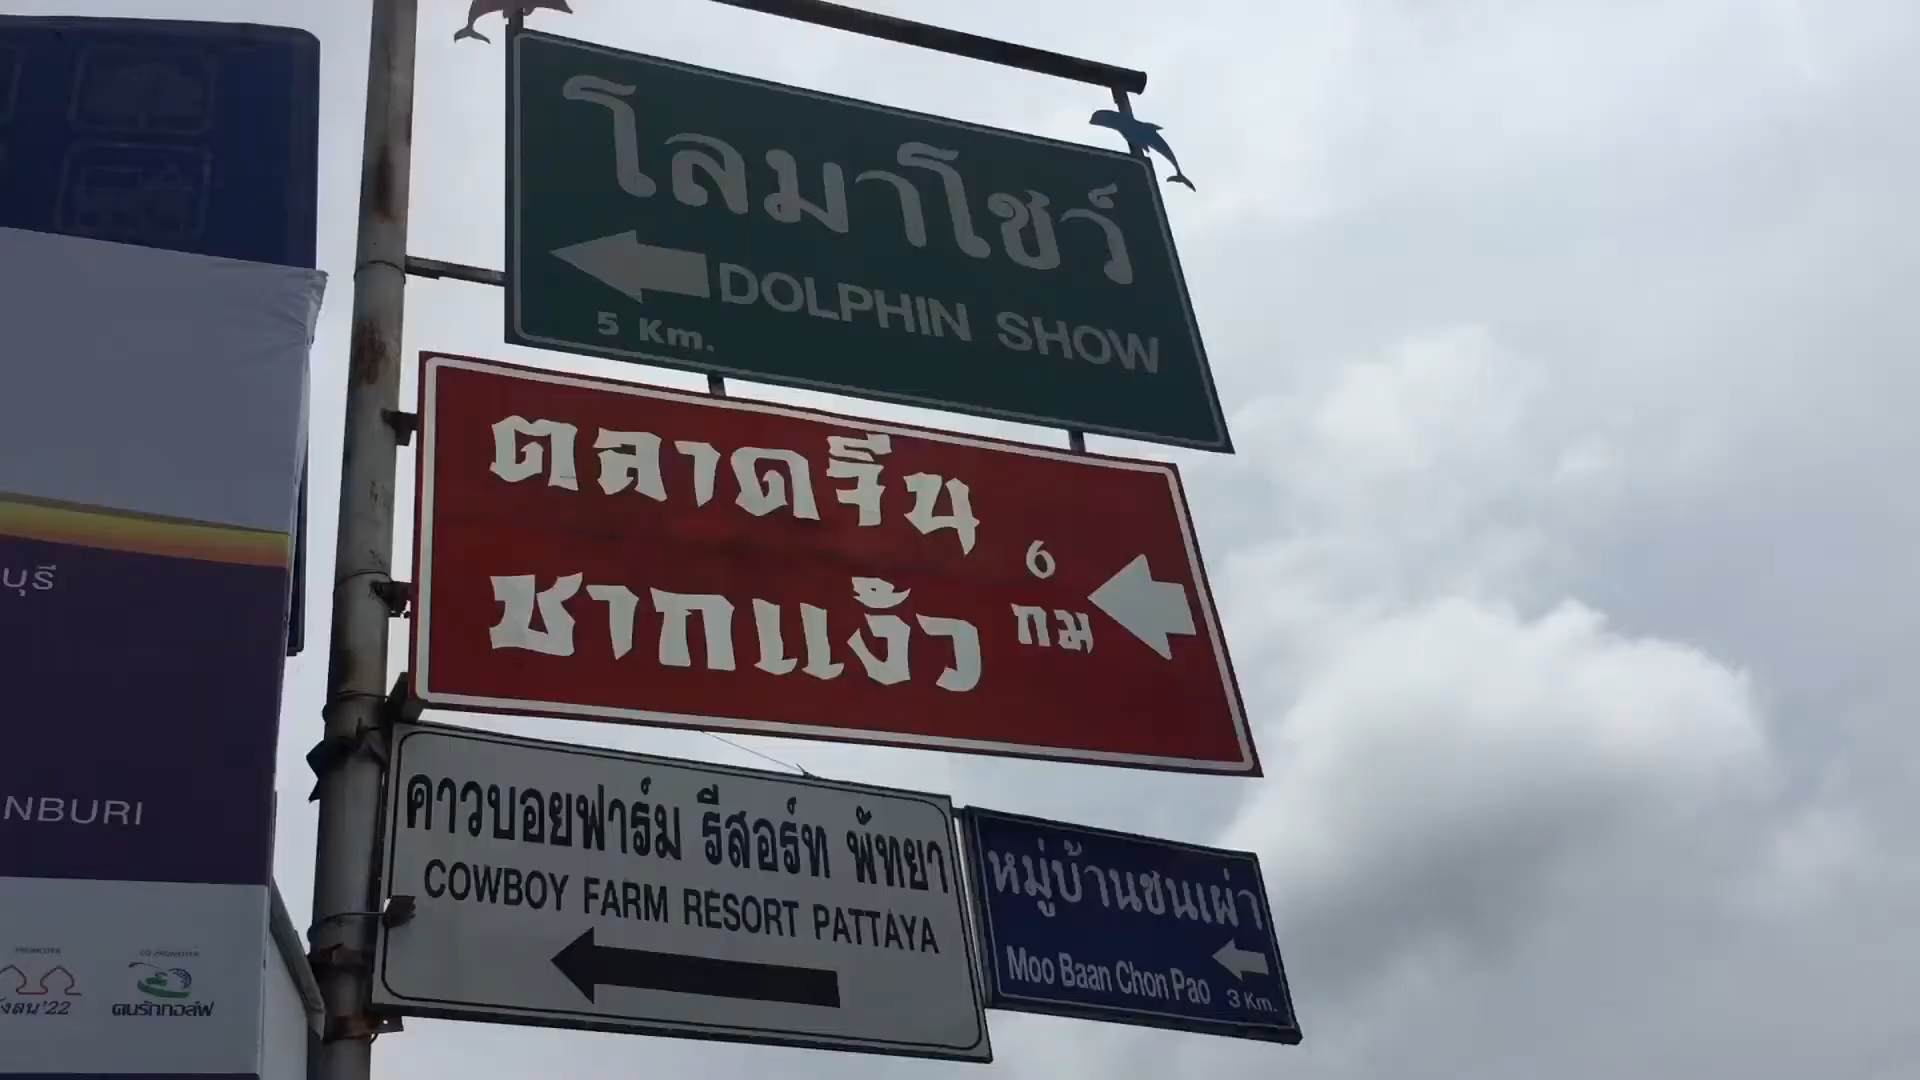 โลมาโชว์
DOLPHIN SHOW
5 Km.
ตลาดจีน
ชากแง้ว
6
กม
คาวบอยฟาร์ม รีสอร์ท พัทยา
COWBOY FARM RESORT PATTAYA
หมู่บ้านชนเผ่า
Moo Baan Chon Pao
3 Km.
บุรี
NBURI
'22
คนรักกอล์ฟ